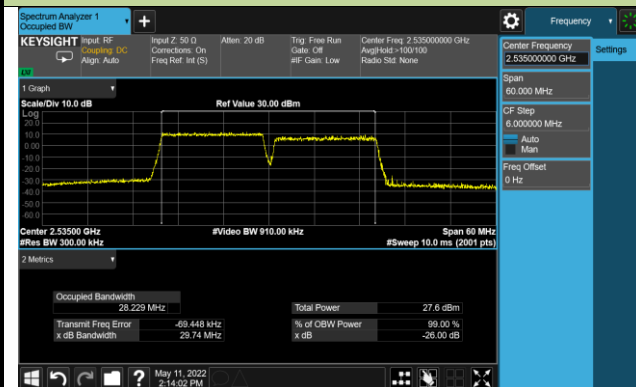 Spectrum Analyzer 1
Occupied BW
+
Frequency
KEYSIGHT
Input: RF
Coupling: DC
Align: Auto
Input Z: 50 Ω
Corrections: On
Freq Ref: Int (S)
Atten: 20 dB
Trig: Free Run
Gate: Off
#IF Gain: Low
Center Freq: 2.535000000 GHz
Avg|Hold:>100/100
Radio Std: None
Center Frequency
2.535000000 GHz
Settings
Span
60.000 MHz
CF Step
6.000000 MHz
Auto
Man
Freq Offset
0 Hz
1 Graph
Scale/Div 10.0 dB
Ref Value 30.00 dBm
Log
20.0
10.0
0.00
-10.0
-20.0
-30.0
-40.0
-50.0
-60.0
Center 2.53500 GHz
#Video BW 910.00 kHz
Span 60 MHz
#Res BW 300.00 kHz
#Sweep 10.0 ms (2001 pts)
2 Metrics
Occupied Bandwidth
28.229 MHz
Total Power
27.6 dBm
Transmit Freq Error
-69.448 kHz
% of OBW Power
99.00 %
x dB Bandwidth
29.74 MHz
x dB
-26.00 dB
?
May 11, 2022
2:14:02 PM